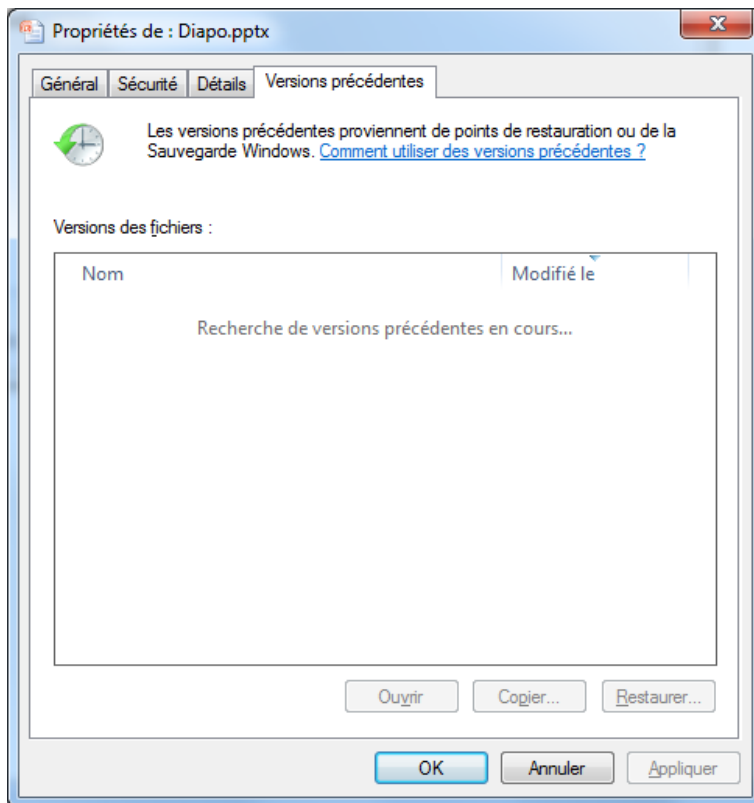 Propriétés de : Diapo.pptx
Général Sécurité Détails Versions précédentes
Les versions précédentes proviennent de points de restauration ou de la
Sauvegarde Windows. Comment utiliser des versions précédentes ?
Versions des fichiers :
Nom Modifié le
Recherche de versions précédentes en cours...
Ouvrir Copier... Restaurer...
OK Annuler Appliquer